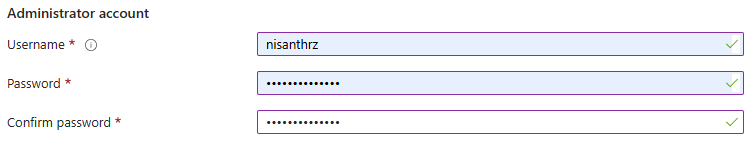 Administrator account
Username * ⓘ nisanthrz
Password * ••••••••••••••
Confirm password * ••••••••••••••